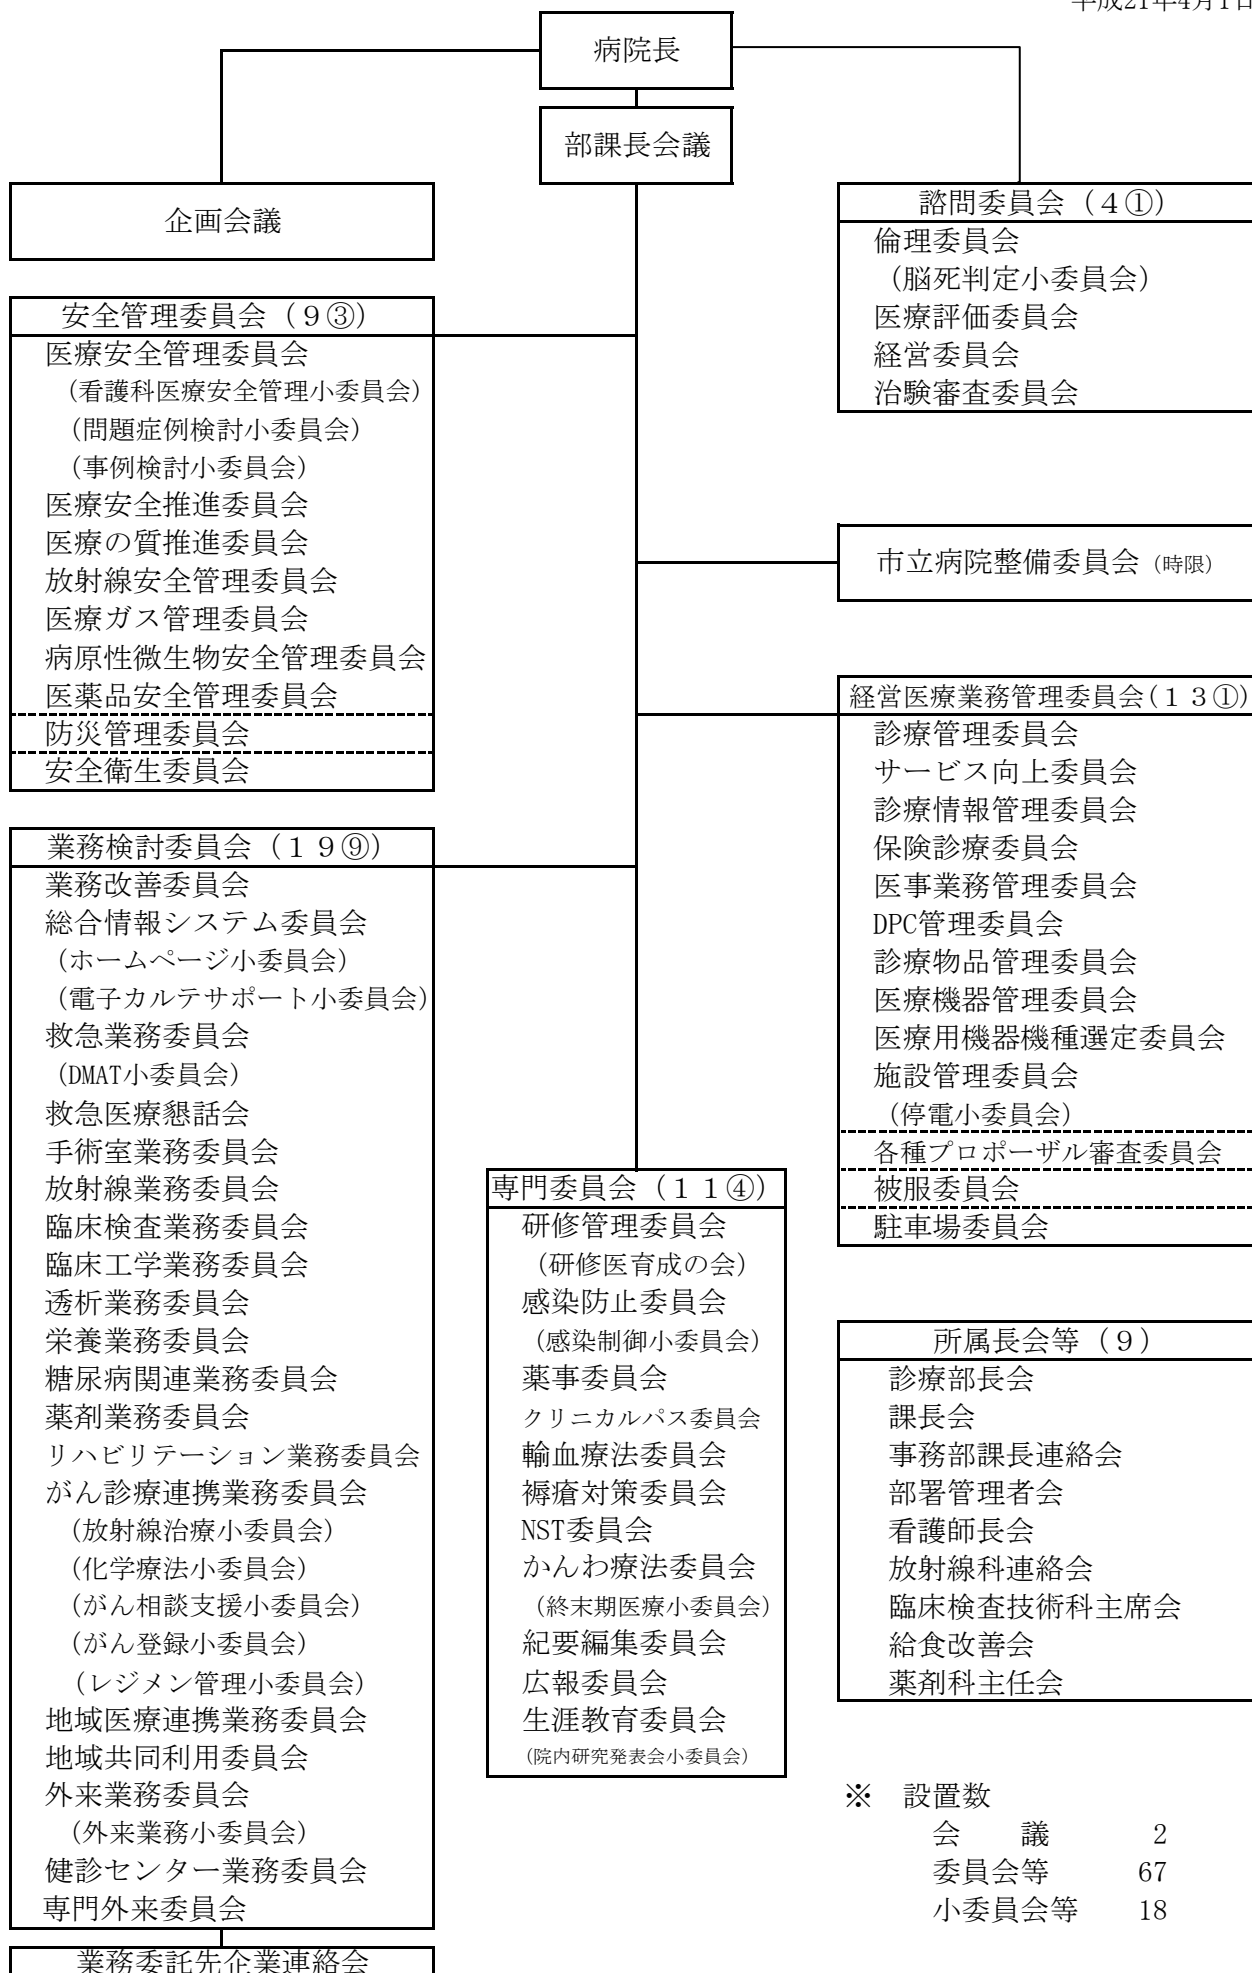 平成21年4月1日
病院長
部課長会議
企画会議
安全管理委員会（９③）
医療安全管理委員会
（看護科医療安全管理小委員会）
（問題症例検討小委員会）
（事例検討小委員会）
医療安全推進委員会
医療の質推進委員会
放射線安全管理委員会
医療ガス管理委員会
病原性微生物安全管理委員会
医薬品安全管理委員会
防災管理委員会
安全衛生委員会
業務検討委員会（１９⑨）
業務改善委員会
総合情報システム委員会
（ホームページ小委員会）
（電子カルテサポート小委員会）
救急業務委員会
（DMAT小委員会）
救急医療懇話会
手術室業務委員会
放射線業務委員会
臨床検査業務委員会
臨床工学業務委員会
透析業務委員会
栄養業務委員会
糖尿病関連業務委員会
薬剤業務委員会
リハビリテーション業務委員会
がん診療連携業務委員会
（放射線治療小委員会）
（化学療法小委員会）
（がん相談支援小委員会）
（がん登録小委員会）
（レジメン管理小委員会）
地域医療連携業務委員会
地域共同利用委員会
外来業務委員会
（外来業務小委員会）
健診センター業務委員会
専門外来委員会
業務委託先企業連絡会
専門委員会（１１④）
研修管理委員会
（研修医育成の会）
感染防止委員会
（感染制御小委員会）
薬事委員会
クリニカルパス委員会
輸血療法委員会
褥瘡対策委員会
NST委員会
かんわ療法委員会
（終末期医療小委員会）
紀要編集委員会
広報委員会
生涯教育委員会
（院内研究発表会小委員会）
諮問委員会（４①）
倫理委員会
（脳死判定小委員会）
医療評価委員会
経営委員会
治験審査委員会
市立病院整備委員会（時限）
経営医療業務管理委員会(１３①)
診療管理委員会
サービス向上委員会
診療情報管理委員会
保険診療委員会
医事業務管理委員会
DPC管理委員会
診療物品管理委員会
医療機器管理委員会
医療用機器機種選定委員会
施設管理委員会
（停電小委員会）
各種プロポーザル審査委員会
被服委員会
駐車場委員会
所属長会等（９）
診療部長会
課長会
事務部課長連絡会
部署管理者会
看護師長会
放射線科連絡会
臨床検査技術科主席会
給食改善会
薬剤科主任会
※　設置数
会　　議　2
委員会等　67
小委員会等　18